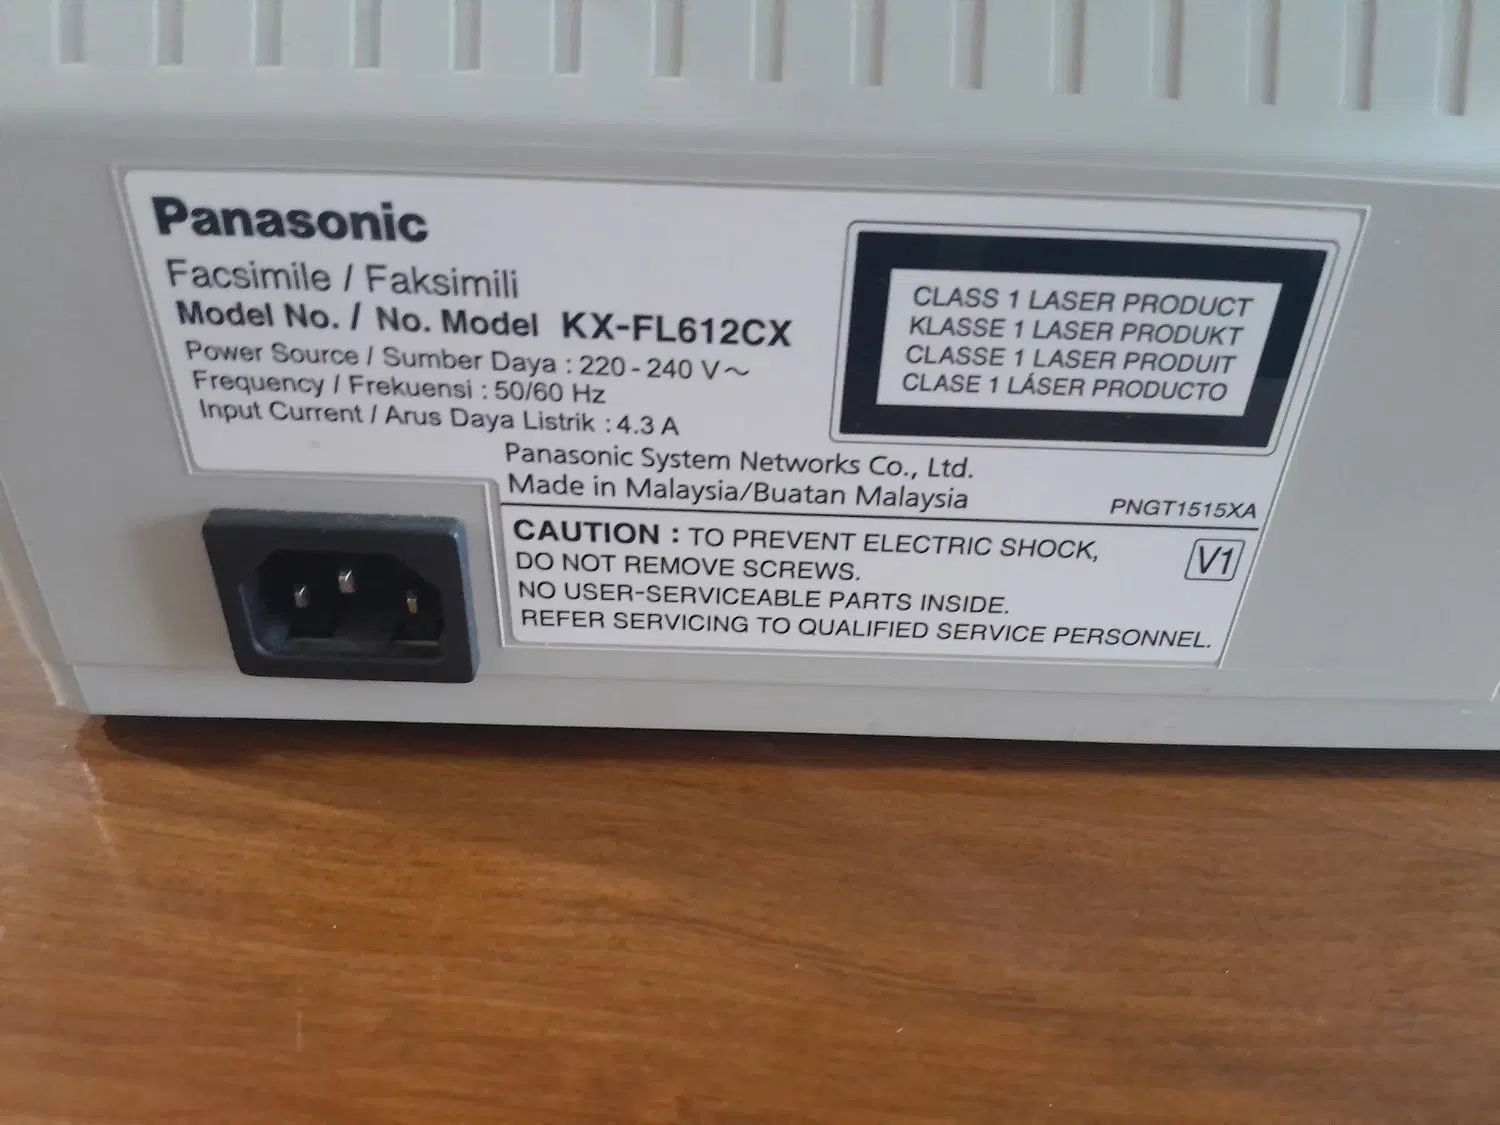 Panasonic
Facsimile / Faksimili
Model No. / No. Model KX-FL612CX
Power Source / Sumber Daya : 220 - 240 V ~
Frequency / Frekuensi : 50/60 Hz
Input Current / Arus Daya Listrik : 4.3 A
CLASS 1 LASER PRODUCT
KLASSE 1 LASER PRODUKT
CLASSE 1 LASER PRODUIT
CLASE 1 LÁSER PRODUCTO
Panasonic System Networks Co., Ltd.
Made in Malaysia/Buatan Malaysia
PNGT1515XA
CAUTION : TO PREVENT ELECTRIC SHOCK,
DO NOT REMOVE SCREWS.
NO USER-SERVICEABLE PARTS INSIDE.
REFER SERVICING TO QUALIFIED SERVICE PERSONNEL.
V1